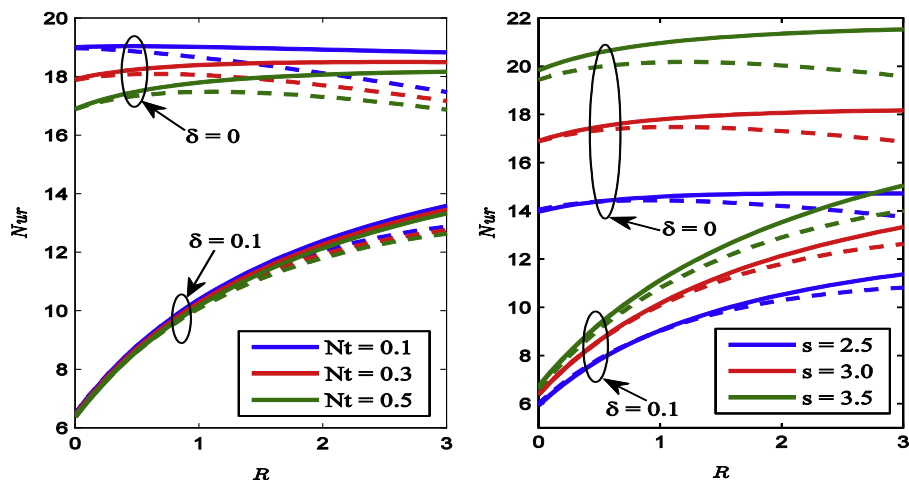 20
18
16
14
12
10
8
6
Nur
δ = 0
δ = 0.1
Nt = 0.1
Nt = 0.3
Nt = 0.5
0
1
2
3
R
22
20
18
16
14
12
10
8
6
4
Nur
δ = 0
δ = 0.1
s = 2.5
s = 3.0
s = 3.5
0
1
2
3
R